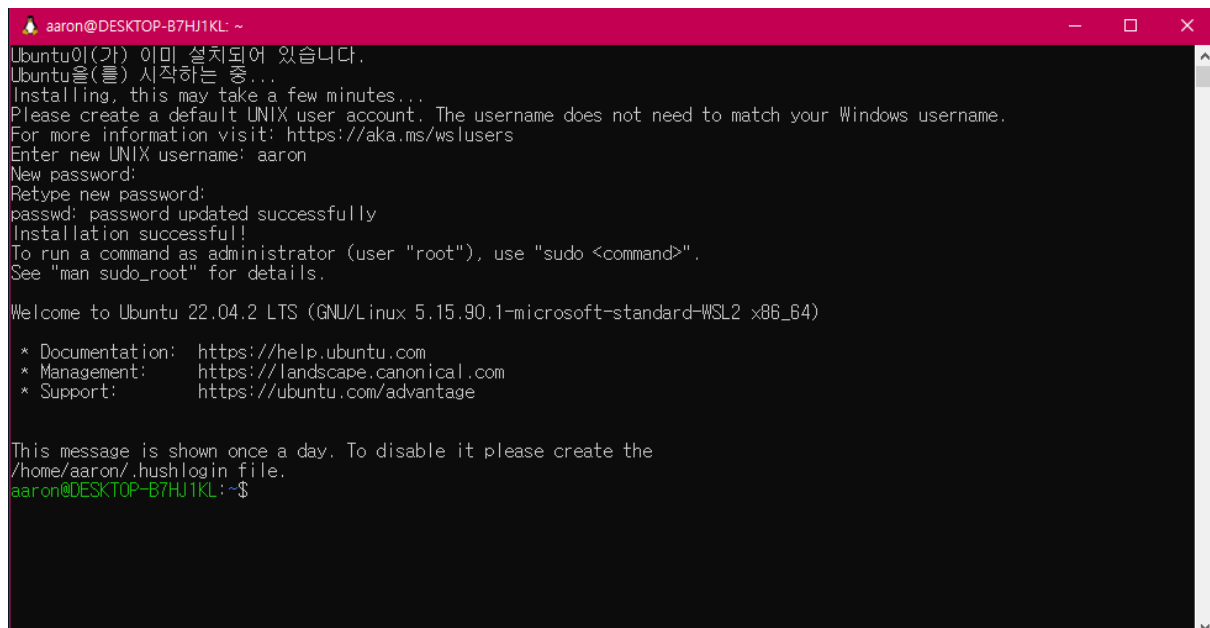 aaron@DESKTOP-B7HJ1KL: ~
Ubuntu이(가) 이미 설치되어 있습니다.
Ubuntu을(를) 시작하는 중...
Installing, this may take a few minutes...
Please create a default UNIX user account. The username does not need to match your Windows username.
For more information visit: https://aka.ms/wslusers
Enter new UNIX username: aaron
New password:
Retype new password:
passwd: password updated successfully
Installation successful!
To run a command as administrator (user "root"), use "sudo <command>".
See "man sudo_root" for details.
Welcome to Ubuntu 22.04.2 LTS (GNU/Linux 5.15.90.1-microsoft-standard-WSL2 x86_64)
* Documentation: https://help.ubuntu.com
* Management: https://landscape.canonical.com
* Support: https://ubuntu.com/advantage
This message is shown once a day. To disable it please create the
/home/aaron/.hushlogin file.
aaron@DESKTOP-B7HJ1KL:~$